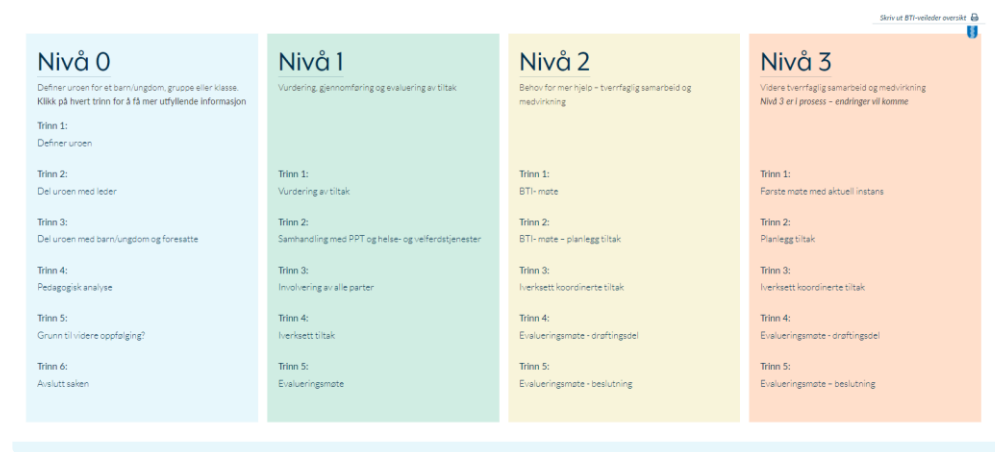 Skriv ut BTI-veileder oversikt
Nivå 0
Definer uroen for et barn/ungdom, gruppe eller klasse.
Klikk på hvert trinn for å få mer utfyllende informasjon
Trinn 1:
Definer uroen
Trinn 2:
Del uroen med leder
Trinn 3:
Del uroen med barn/ungdom og foresatte
Trinn 4:
Pedagogisk analyse
Trinn 5:
Grunn til videre oppfølging?
Trinn 6:
Avslutt saken
Nivå 1
Vurdering, gjennomføring og evaluering av tiltak
Trinn 1:
Vurdering av tiltak
Trinn 2:
Samhandling med PPT og helse- og velferdstjenester
Trinn 3:
Involvering av alle parter
Trinn 4:
Iverksett tiltak
Trinn 5:
Evalueringsmøte
Nivå 2
Behov for mer hjelp – tverrfaglig samarbeid og
medvirkning
Trinn 1:
BTI- møte
Trinn 2:
BTI- møte – planlegg tiltak
Trinn 3:
Iverksett koordinerte tiltak
Trinn 4:
Evalueringsmøte - drøftingsdel
Trinn 5:
Evalueringsmøte - beslutning
Nivå 3
Videre tverrfaglig samarbeid og medvirkning
Nivå 3 er i prosess – endringer vil komme
Trinn 1:
Første møte med aktuell instans
Trinn 2:
Planlegg tiltak
Trinn 3:
Iverksett koordinerte tiltak
Trinn 4:
Evalueringsmøte - drøftingsdel
Trinn 5:
Evalueringsmøte – beslutning